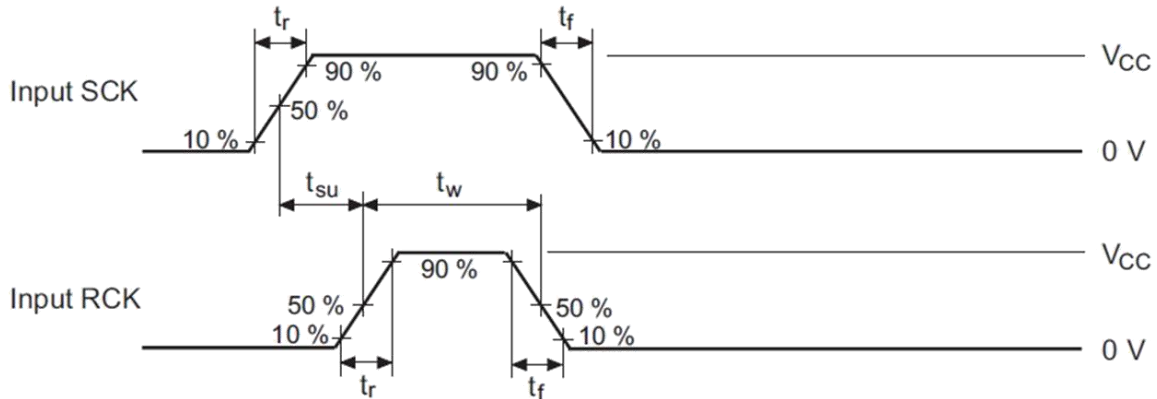 tr tf
VCC
90 % 90 %
Input SCK
50 %
10 % 10 %
0 V
tsu tw
VCC
90 %
Input RCK
50 % 50 %
10 % 10 %
0 V
tr tf